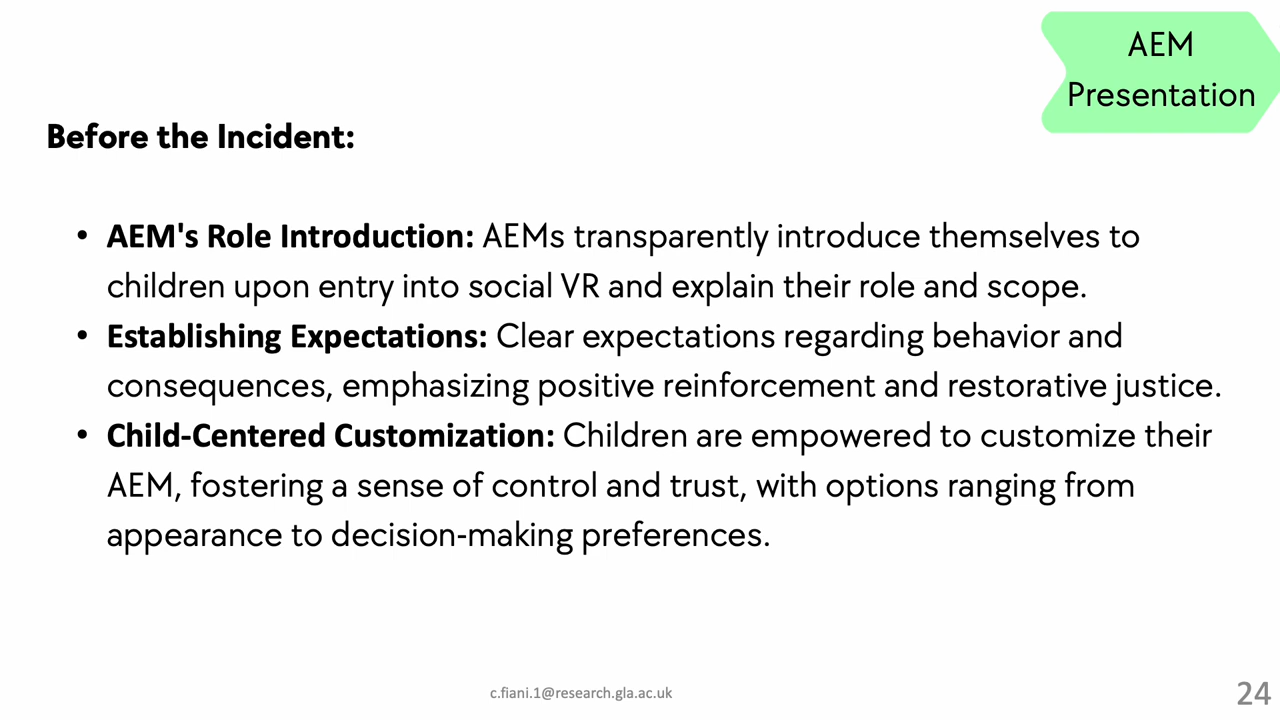 AEM
Presentation
Before the Incident:
• AEM's Role Introduction: AEMs transparently introduce themselves to
children upon entry into social VR and explain their role and scope.
• Establishing Expectations: Clear expectations regarding behavior and
consequences, emphasizing positive reinforcement and restorative justice.
• Child-Centered Customization: Children are empowered to customize their
AEM, fostering a sense of control and trust, with options ranging from
appearance to decision-making preferences.
c.fiani.1@research.gla.ac.uk
24